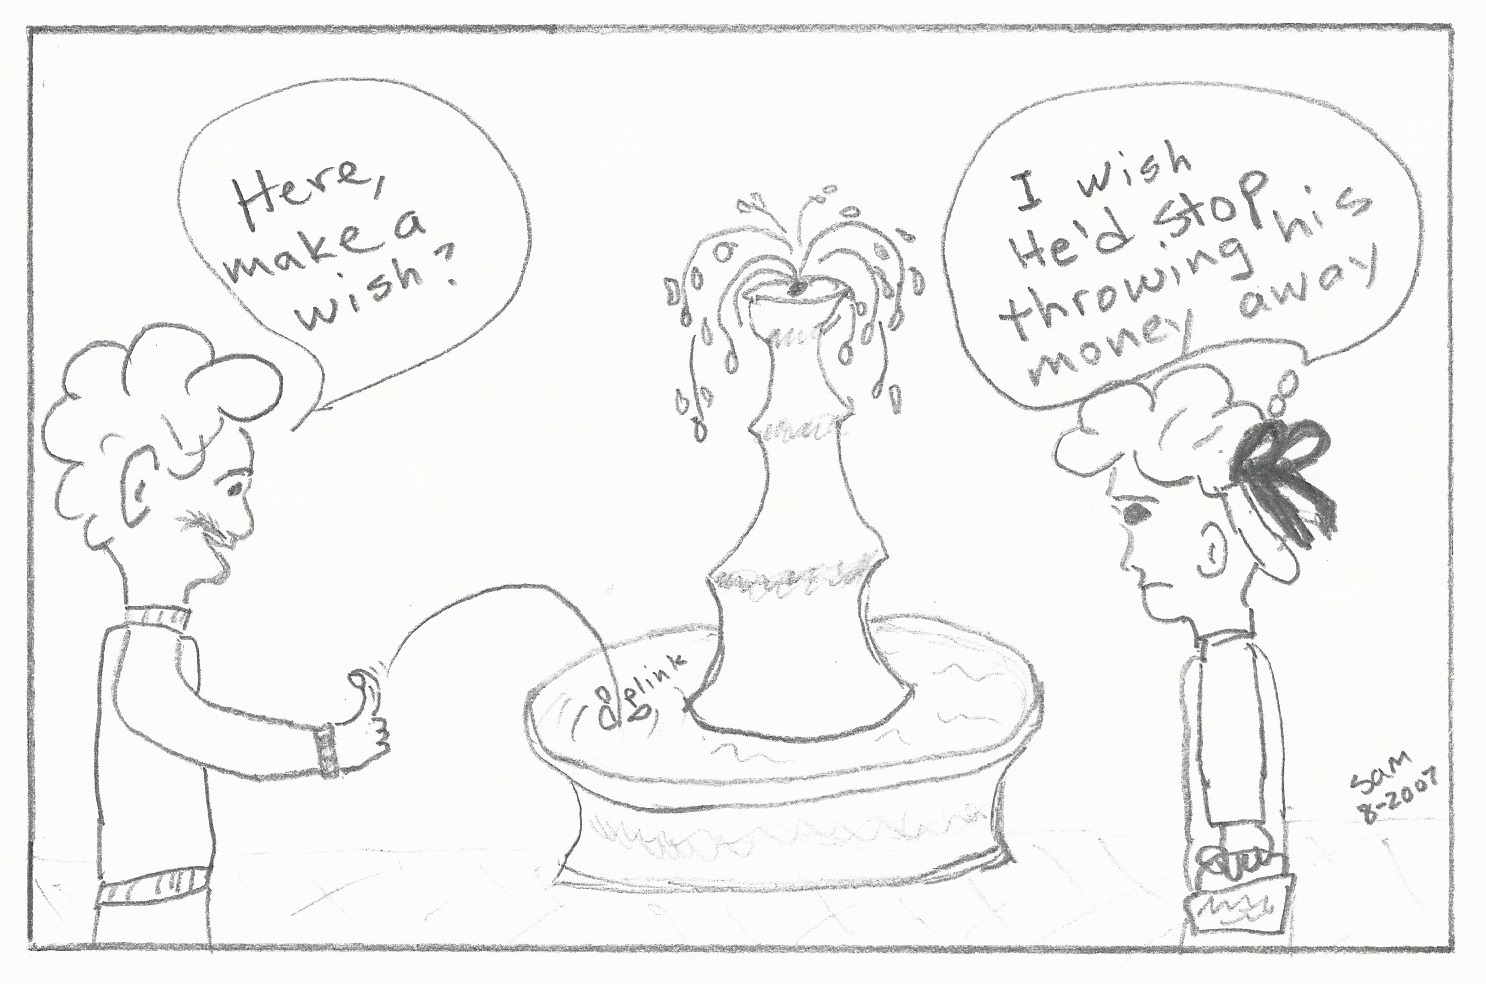 Here,
make a
wish?
I wish
He'd stop
throwing his
money away
plink
Sam
8-2007